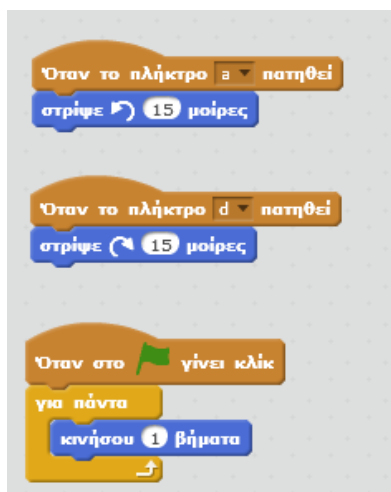 Όταν το πλήκτρο a πατηθεί
στρίψε 15 μοίρες
Όταν το πλήκτρο d πατηθεί
στρίψε 15 μοίρες
Όταν στο γίνει κλίκ
για πάντα
κινήσου 1 βήματα